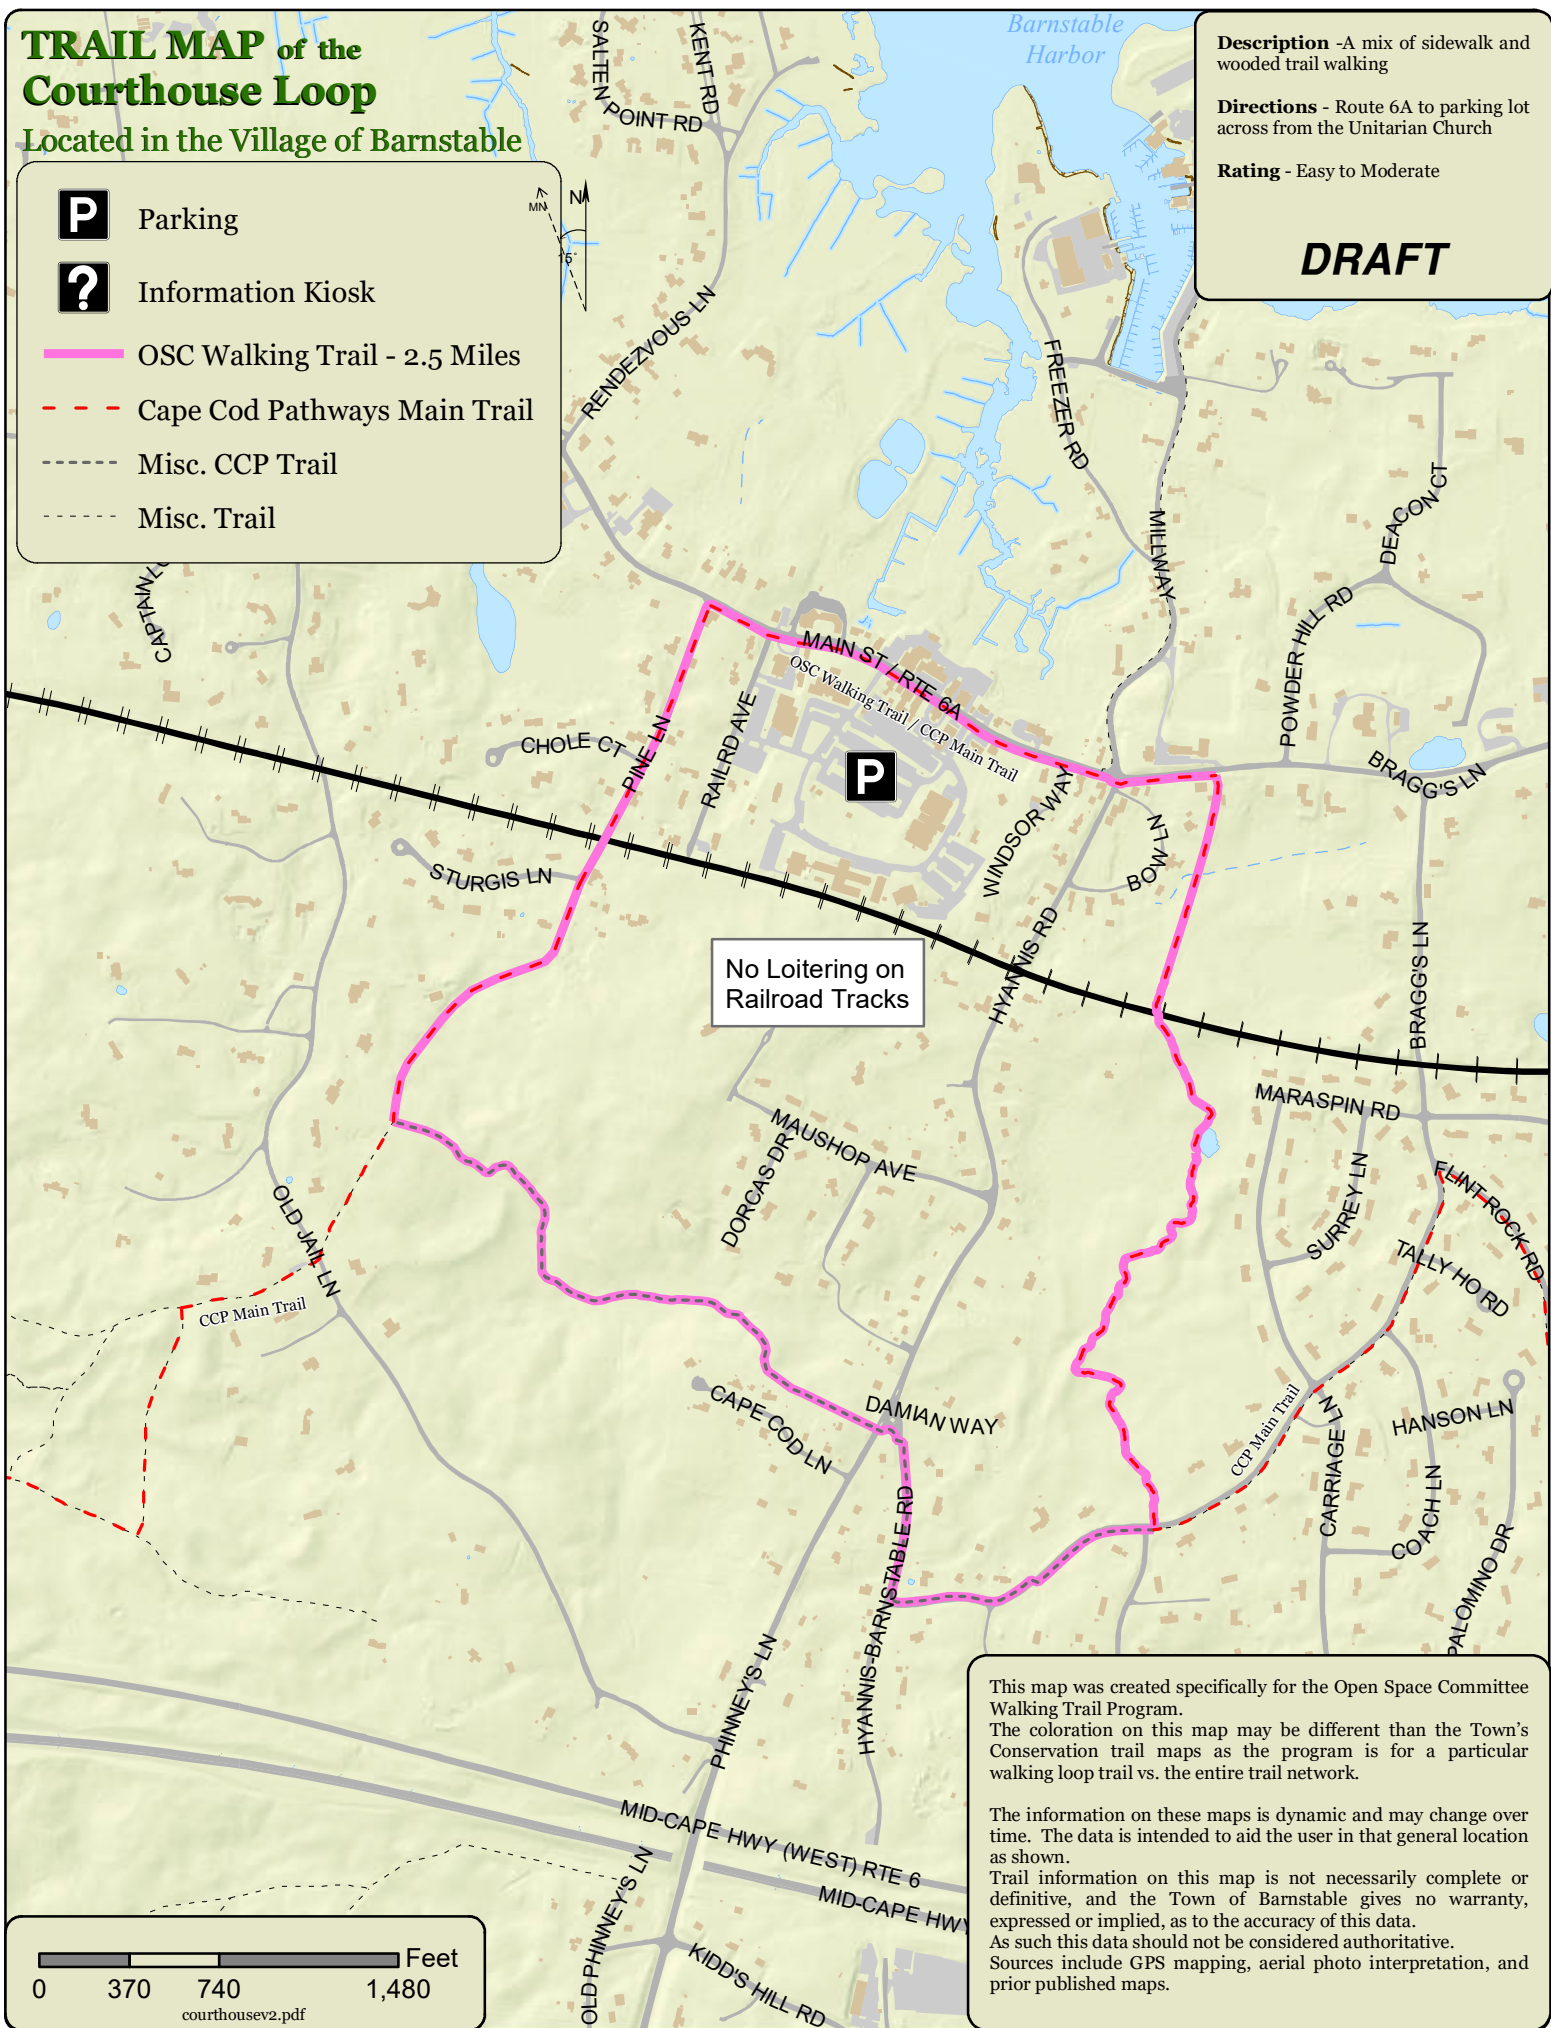 TRAIL MAP of the
Courthouse Loop
Located in the Village of Barnstable
P
Parking
?
Information Kiosk
OSC Walking Trail - 2.5 Miles
Cape Cod Pathways Main Trail
Misc. CCP Trail
Misc. Trail
MN
N
15°
Barnstable
Harbor
Description -A mix of sidewalk and
wooded trail walking
Directions - Route 6A to parking lot
across from the Unitarian Church
Rating - Easy to Moderate
DRAFT
SALTEN
POINT RD
KENT RD
RENDEZVOUS LN
FREEZER RD
MILLWAY
DEACON CT
POWDER HILL RD
BRAGG'S LN
MAIN ST / RTE 6A
OSC Walking Trail / CCP Main Trail
P
RAILRD AVE
PINE LN
CHOLE CT
STURGIS LN
WINDSOR WAY
BOW LN
HYANNIS RD
BRAGG'S LN
No Loitering on
Railroad Tracks
MARASPIN RD
MAUSHOP AVE
DORCAS DR
SURREY LN
FLINT ROCK RD
TALLY HO RD
OLD JAIL LN
CCP Main Trail
CAPE COD LN
DAMIAN WAY
CCP Main Trail
CARRIAGE LN
HANSON LN
COACH LN
PALOMINO DR
HYANNIS-BARNSTABLE RD
PHINNEY'S LN
MID-CAPE HWY (WEST) RTE 6
MID-CAPE HWY
OLD PHINNEY'S LN
KIDD'S HILL RD
This map was created specifically for the Open Space Committee
Walking Trail Program.
The coloration on this map may be different than the Town's
Conservation trail maps as the program is for a particular
walking loop trail vs. the entire trail network.
The information on these maps is dynamic and may change over
time. The data is intended to aid the user in that general location
as shown.
Trail information on this map is not necessarily complete or
definitive, and the Town of Barnstable gives no warranty,
expressed or implied, as to the accuracy of this data.
As such this data should not be considered authoritative.
Sources include GPS mapping, aerial photo interpretation, and
prior published maps.
Feet
0 370 740 1,480
courthousev2.pdf